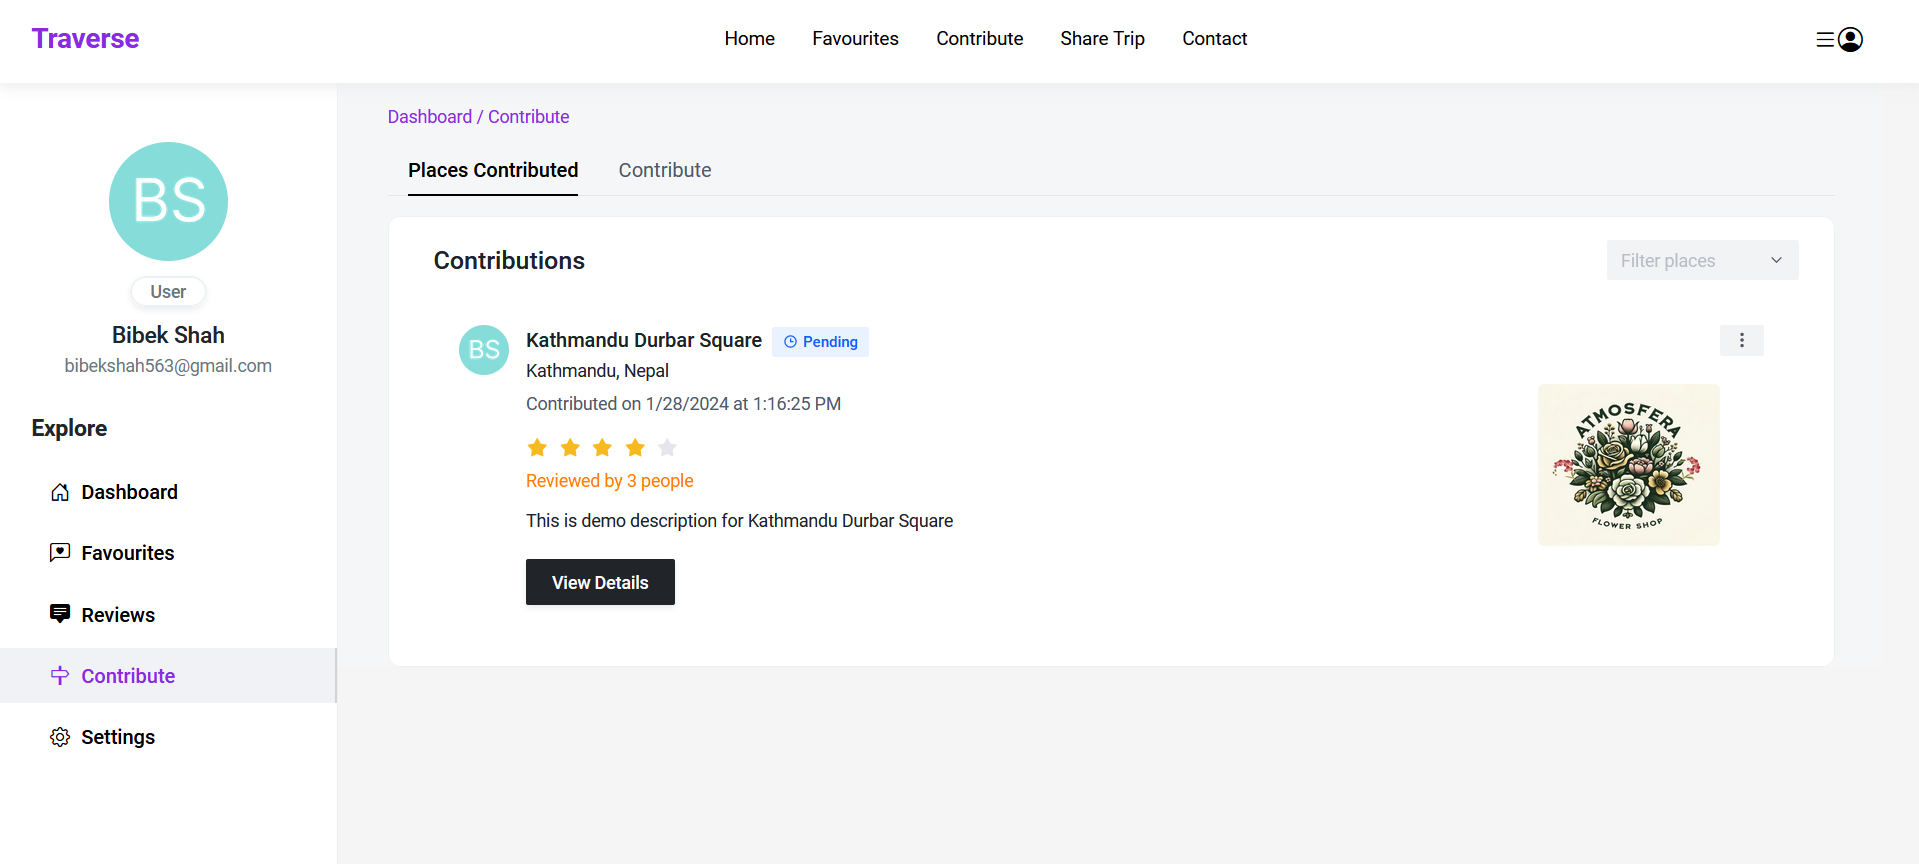 Traverse
Home Favourites Contribute Share Trip Contact
BS
User
Bibek Shah
bibekshah563@gmail.com
Explore
Dashboard
Favourites
Reviews
Contribute
Settings
Dashboard / Contribute
Places Contributed Contribute
Contributions
Filter places
BS
Kathmandu Durbar Square Pending
Kathmandu, Nepal
Contributed on 1/28/2024 at 1:16:25 PM
Reviewed by 3 people
This is demo description for Kathmandu Durbar Square
View Details
ATMOSFERA
FLOWER SHOP